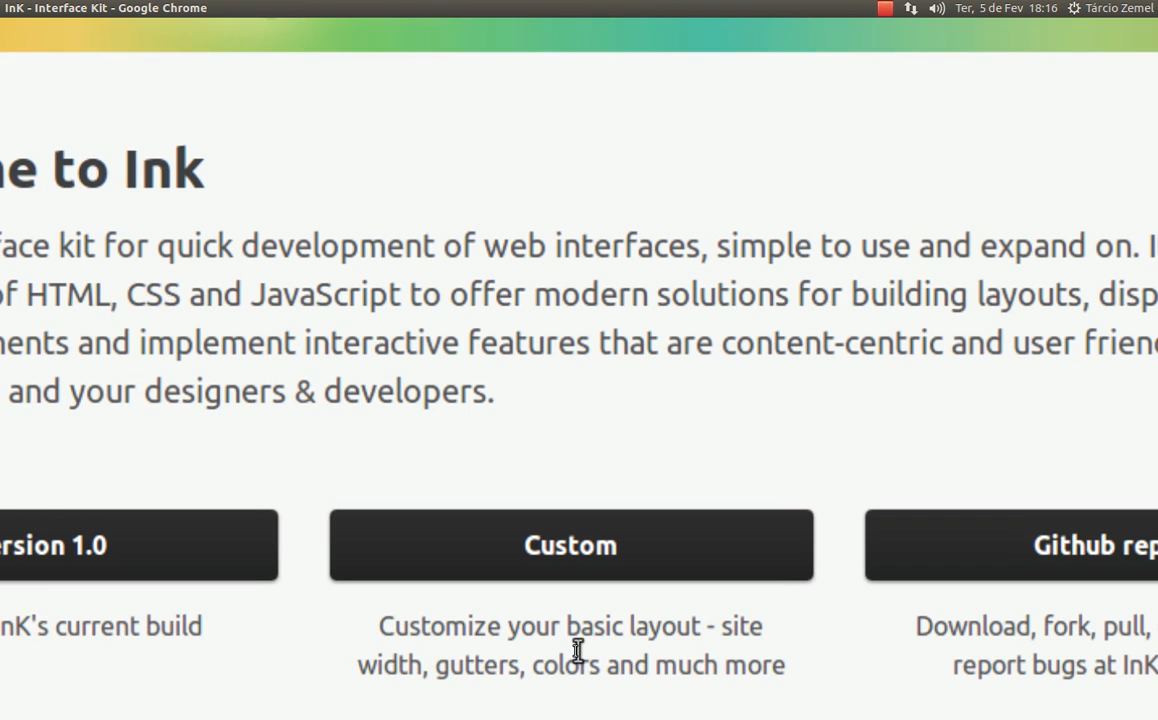 InK - Interface Kit - Google Chrome
Ter, 5 de Fev 18:16 Tárcio Zemel
to Ink
kit for quick development of web interfaces, simple to use and expand on.
of HTML, CSS and JavaScript to offer modern solutions for building layouts,
and implement interactive features that are content-centric and user
and your designers & developers.
1.0
Custom
Github
InK's current build
Customize your basic layout - site
width, gutters, colors and much more
Download, fork, pull,
report bugs at InK